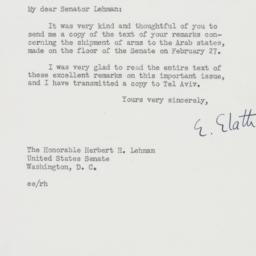 My dear Senator Lehman:
It was very kind and thoughtful of you to
send me a copy of the text of your remarks con-
cerning the shipment of arms to the Arab states,
made on the floor of the Senate on February 27.
I was very glad to read the entire text of
these excellent remarks on this important issue,
and I have transmitted a copy to Tel Aviv.
Yours very sincerely,
E. Elath
The Honorable Herbert H. Lehman
United States Senate
Washington, D. C.
ee/rh